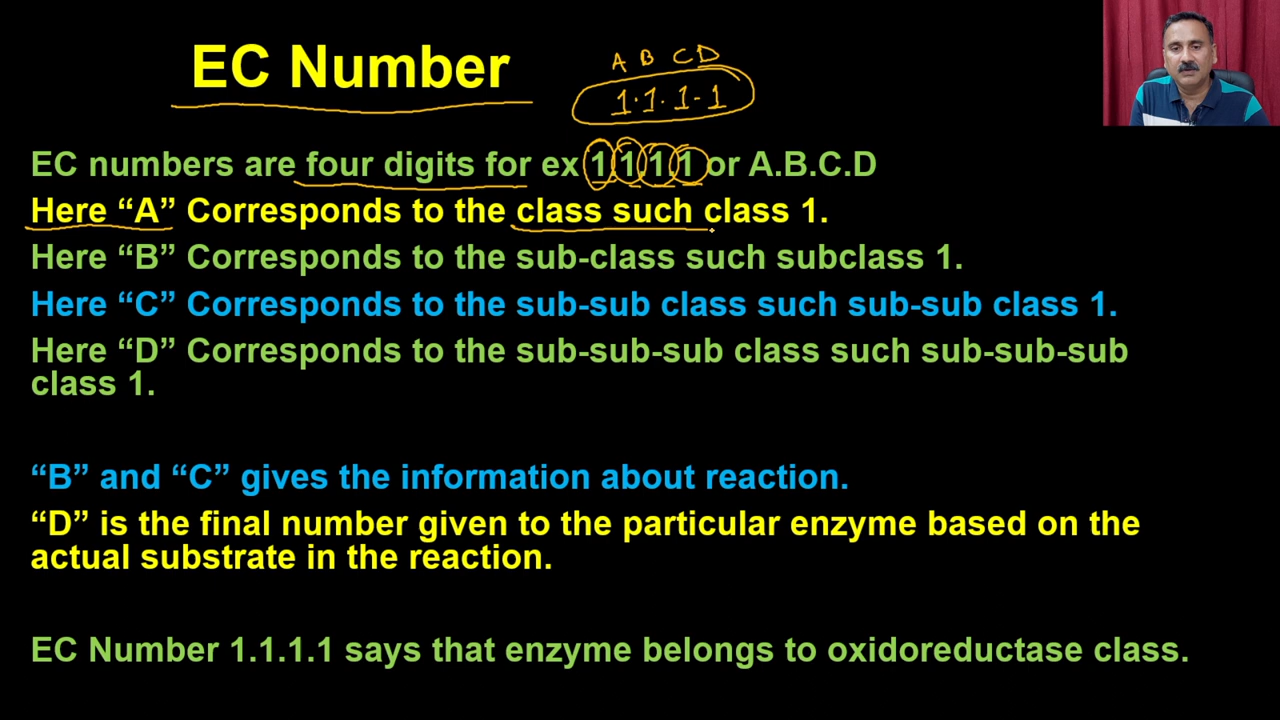 EC Number
A B C D
1.1.1.1
EC numbers are four digits for ex 1.1.1.1 or A.B.C.D
Here “A” Corresponds to the class such class 1.
Here “B” Corresponds to the sub-class such subclass 1.
Here “C” Corresponds to the sub-sub class such sub-sub class 1.
Here “D” Corresponds to the sub-sub-sub class such sub-sub-sub
class 1.
“B” and “C” gives the information about reaction.
“D” is the final number given to the particular enzyme based on the
actual substrate in the reaction.
EC Number 1.1.1.1 says that enzyme belongs to oxidoreductase class.